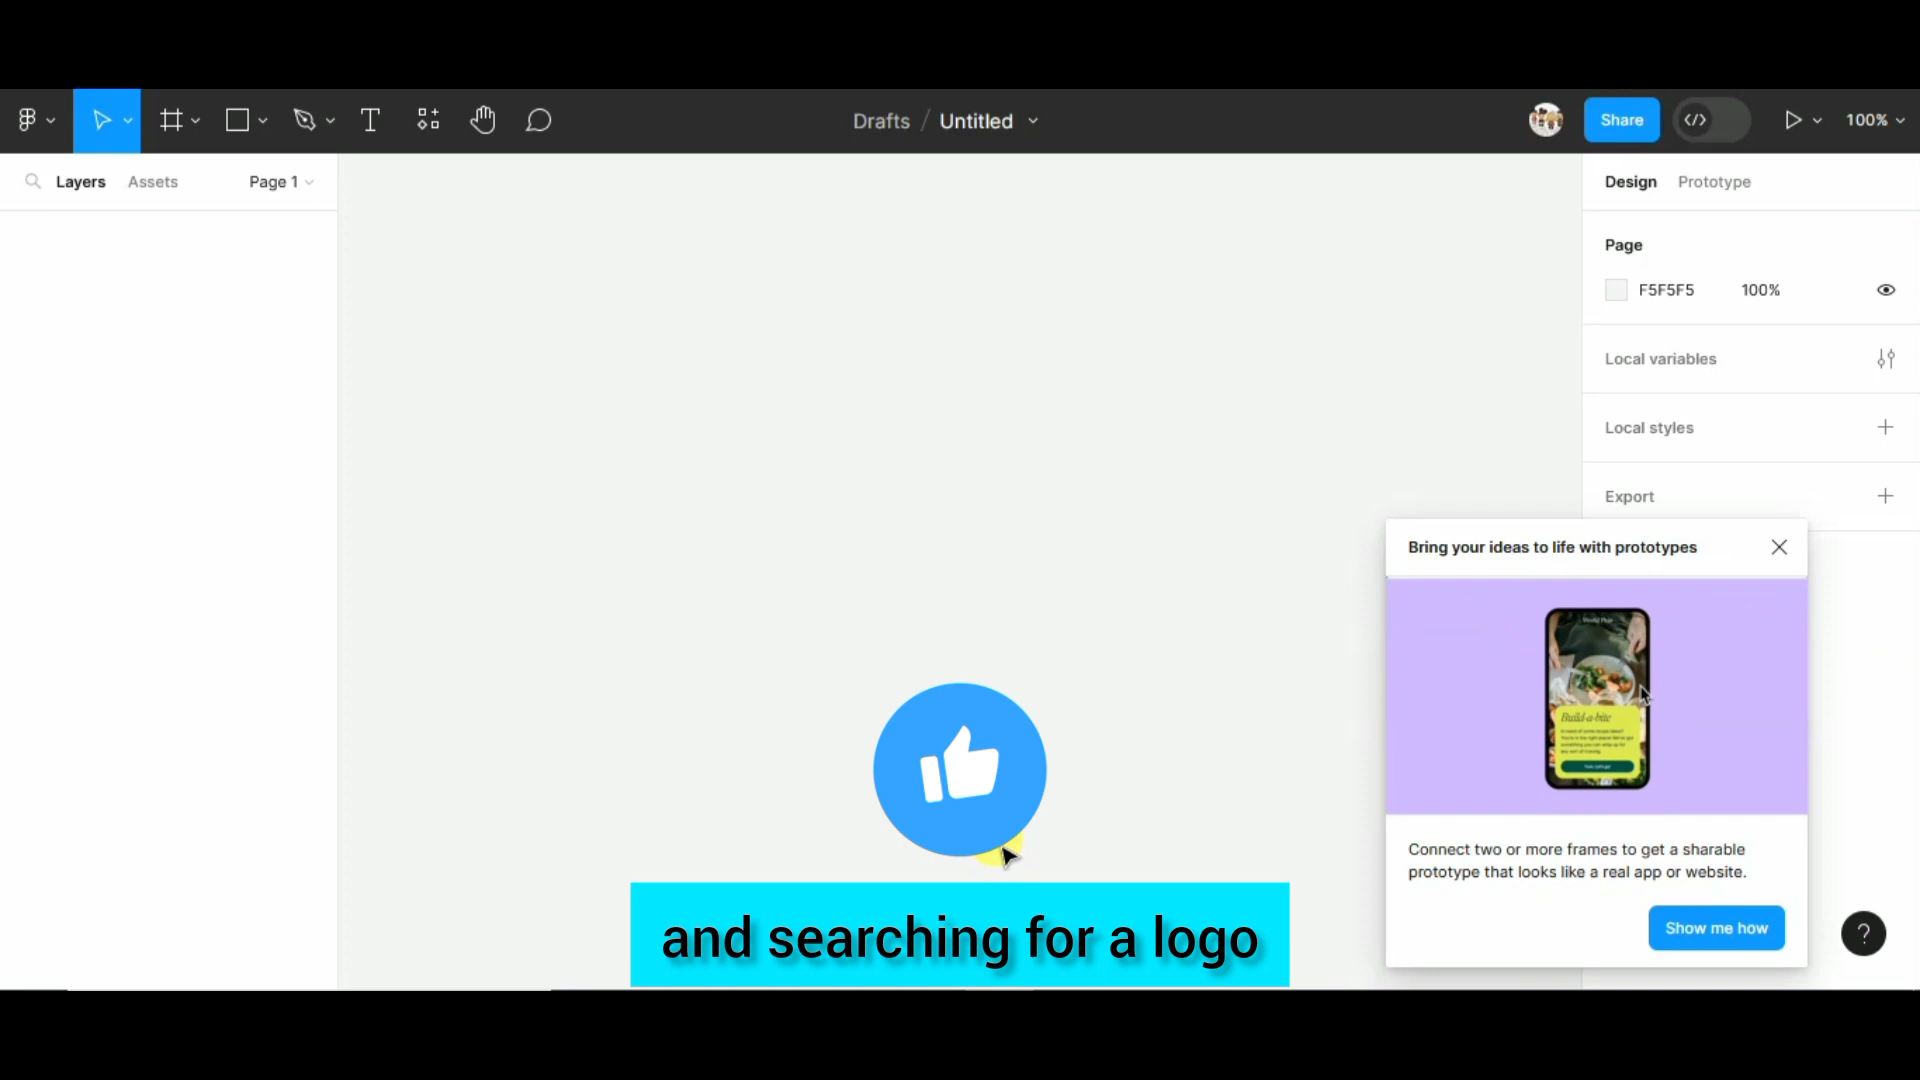 Drafts / Untitled
Share
100%
Layers Assets Page 1
Design Prototype
Page
F5F5F5 100%
Local variables
Local styles
Export
Bring your ideas to life with prototypes
Build-a-bite
Connect two or more frames to get a sharable
prototype that looks like a real app or website.
Show me how
?
and searching for a logo